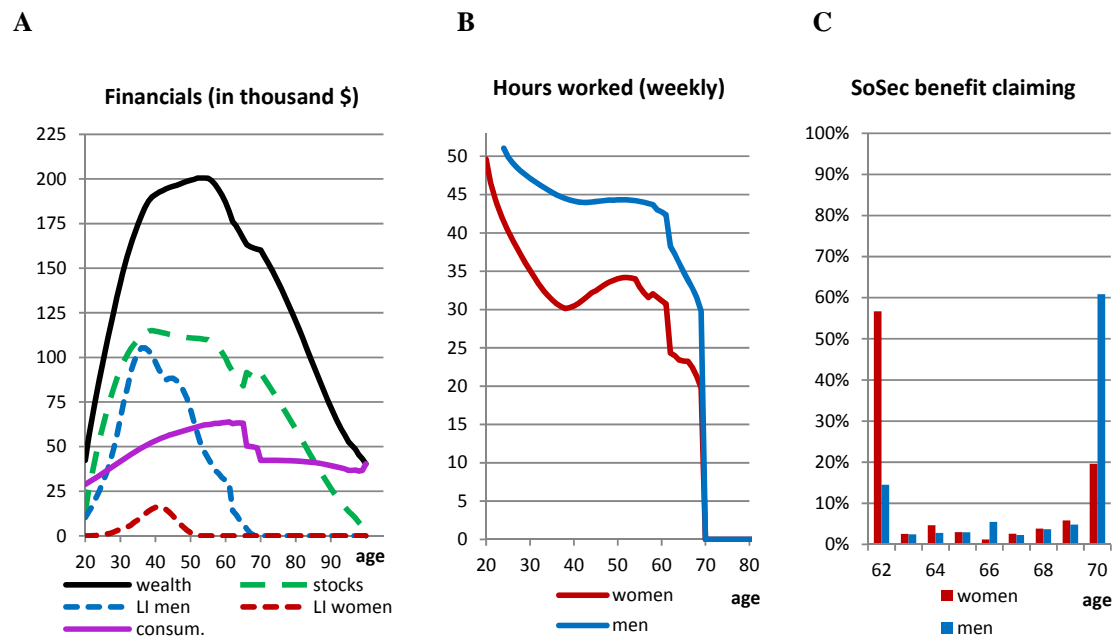 A
B
C
Financials (in thousand $)
225
200
175
150
125
100
75
50
25
0
20 30 40 50 60 70 80 90
age
wealth
stocks
LI men
LI women
consum.
Hours worked (weekly)
50
45
40
35
30
25
20
15
10
5
0
20 30 40 50 60 70 80
women
age
men
SoSec benefit claiming
100%
90%
80%
70%
60%
50%
40%
30%
20%
10%
0%
62 64 66 68 70
women
age
men